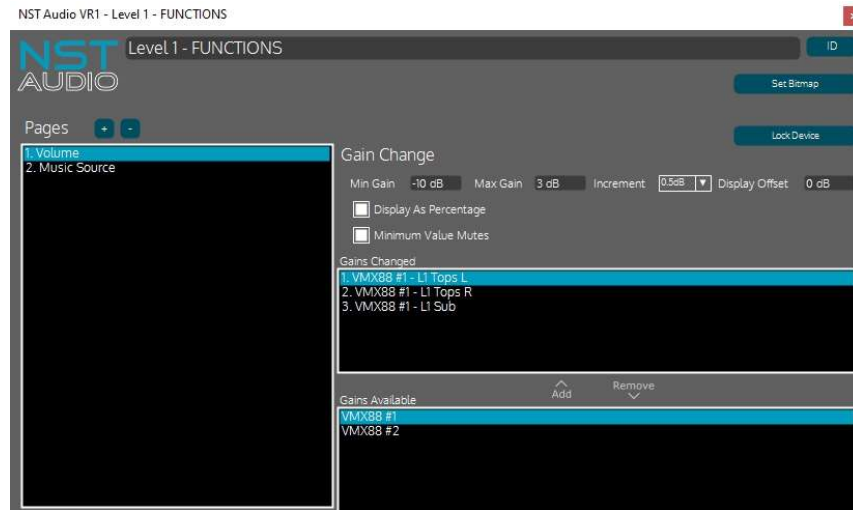 NST Audio VR1 - Level 1 - FUNCTIONS
NST AUDIO
Level 1 - FUNCTIONS
ID
Set Bitmap
Pages + -
Lock Device
1. Volume
2. Music Source
Gain Change
Min Gain -10 dB Max Gain 3 dB Increment 0.5dB Display Offset 0 dB
Display As Percentage
Minimum Value Mutes
Gains Changed
1. VMX88 #1 - L1 Tops L
2. VMX88 #1 - L1 Tops R
3. VMX88 #1 - L1 Sub
Add Remove
Gains Available
VMX88 #1
VMX88 #2